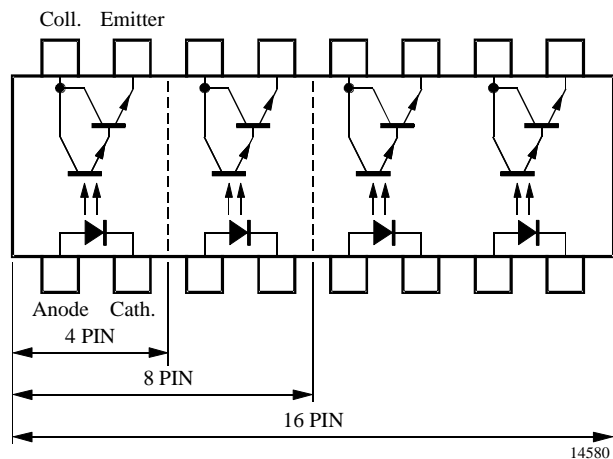 Coll. Emitter
Anode Cath.
4 PIN
8 PIN
16 PIN
14580